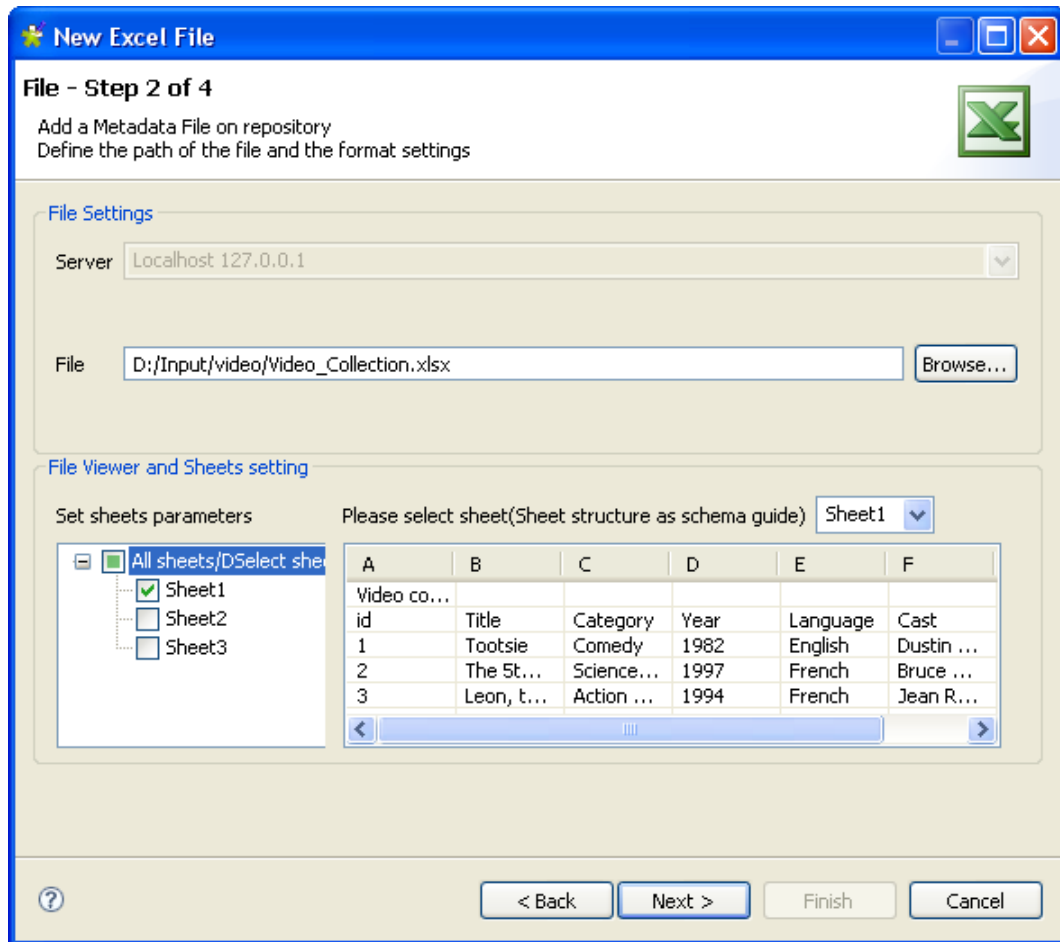 New Excel File
File - Step 2 of 4
Add a Metadata File on repository
Define the path of the file and the format settings
File Settings
Server Localhost 127.0.0.1
File D:/Input/video/Video_Collection.xlsx Browse...
File Viewer and Sheets setting
Set sheets parameters Please select sheet(Sheet structure as schema guide) Sheet1
All sheets/DSelect shee
Sheet1
Sheet2
Sheet3
A B C D E F
Video co...
id Title Category Year Language Cast
1 Tootsie Comedy 1982 English Dustin ...
2 The 5t... Science... 1997 French Bruce ...
3 Leon, t... Action ... 1994 French Jean R...
< Back Next > Finish Cancel